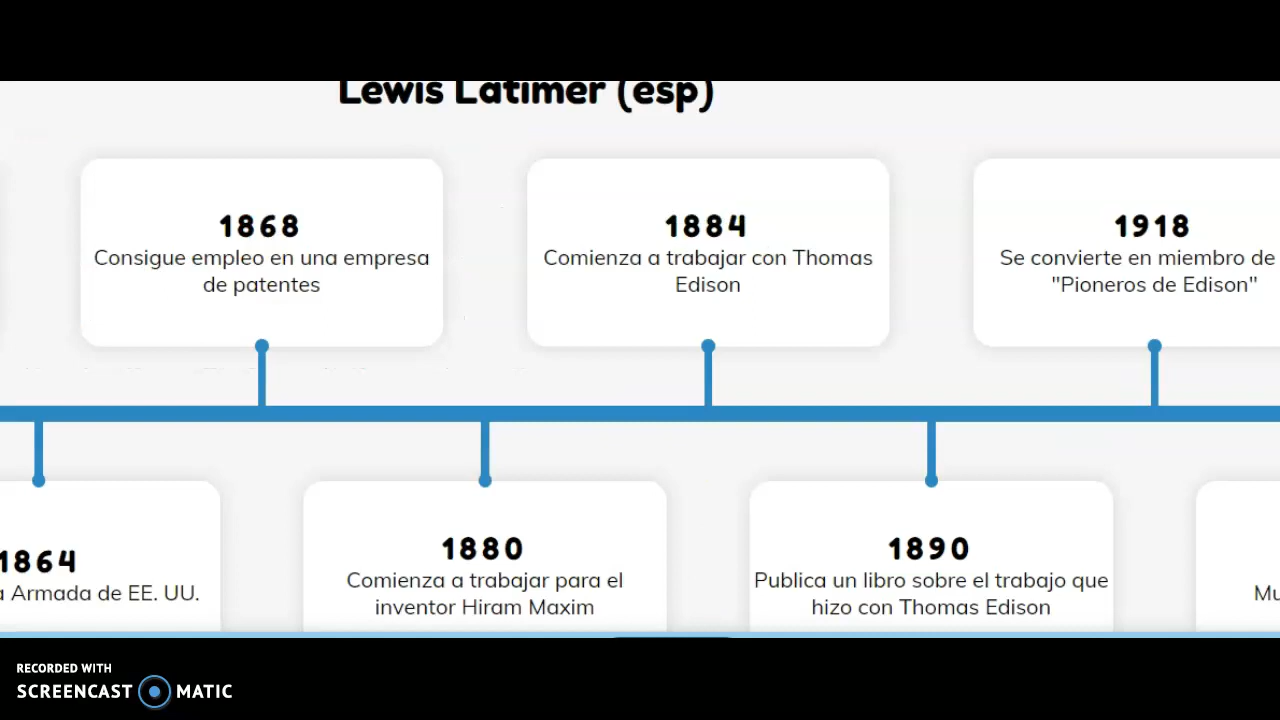 Lewis Latimer (esp)
1868
Consigue empleo en una empresa
de patentes
1884
Comienza a trabajar con Thomas
Edison
1918
Se convierte en miembro de
"Pioneros de Edison"
1864
a Armada de EE. UU.
1880
Comienza a trabajar para el
inventor Hiram Maxim
1890
Publica un libro sobre el trabajo que
hizo con Thomas Edison
RECORDED WITH
SCREENCAST MATIC